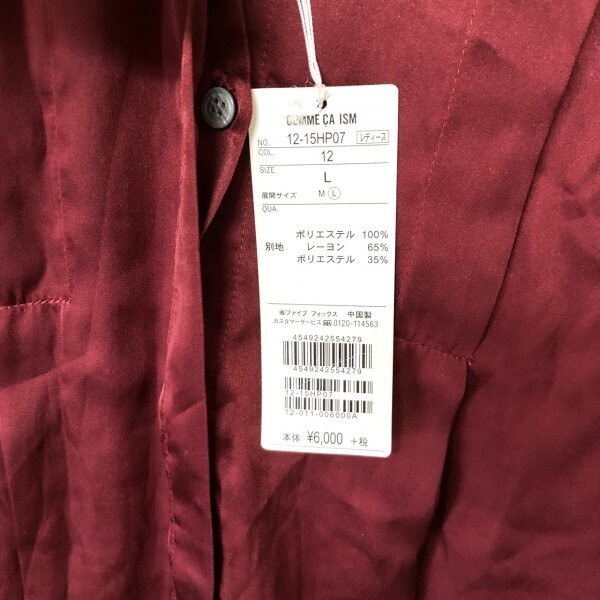 COMME ÇA ISM
NO. 12-15HP07 レディース
COL. 12
SIZE L
展開サイズ M Ⓛ
QUA.
ポリエステル 100%
別地 レーヨン 65%
ポリエステル 35%
㈱ファイブ フォックス 中国製
カスタマーサービス 0120-114563
4549242554279
4549242554279
12-15HP07
12-011-006000A
本体 ¥6,000 +税